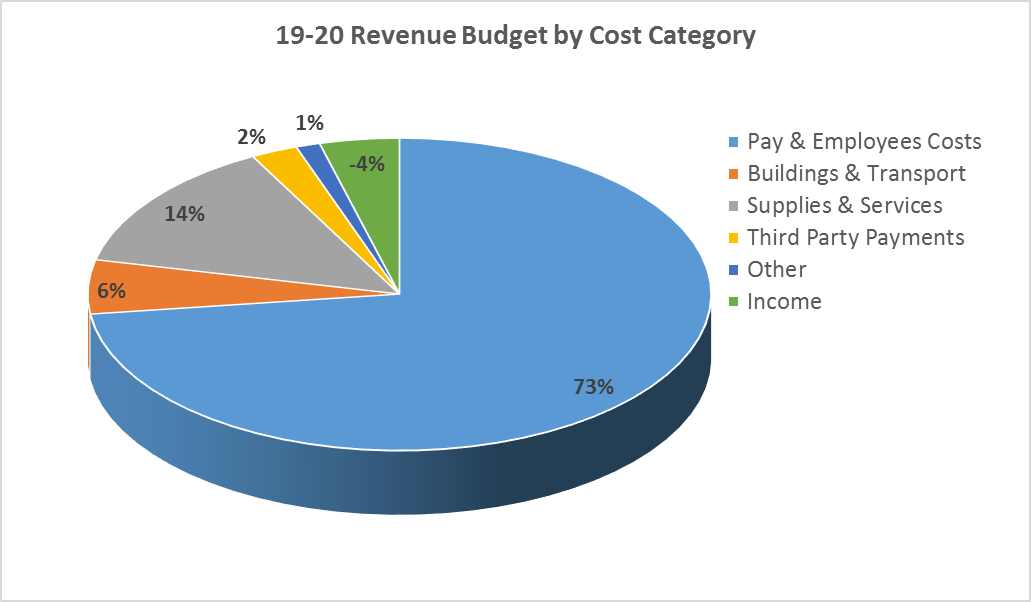 19-20 Revenue Budget by Cost Category
1%
2%
-4%
14%
6%
73%
Pay & Employees Costs
Buildings & Transport
Supplies & Services
Third Party Payments
Other
Income